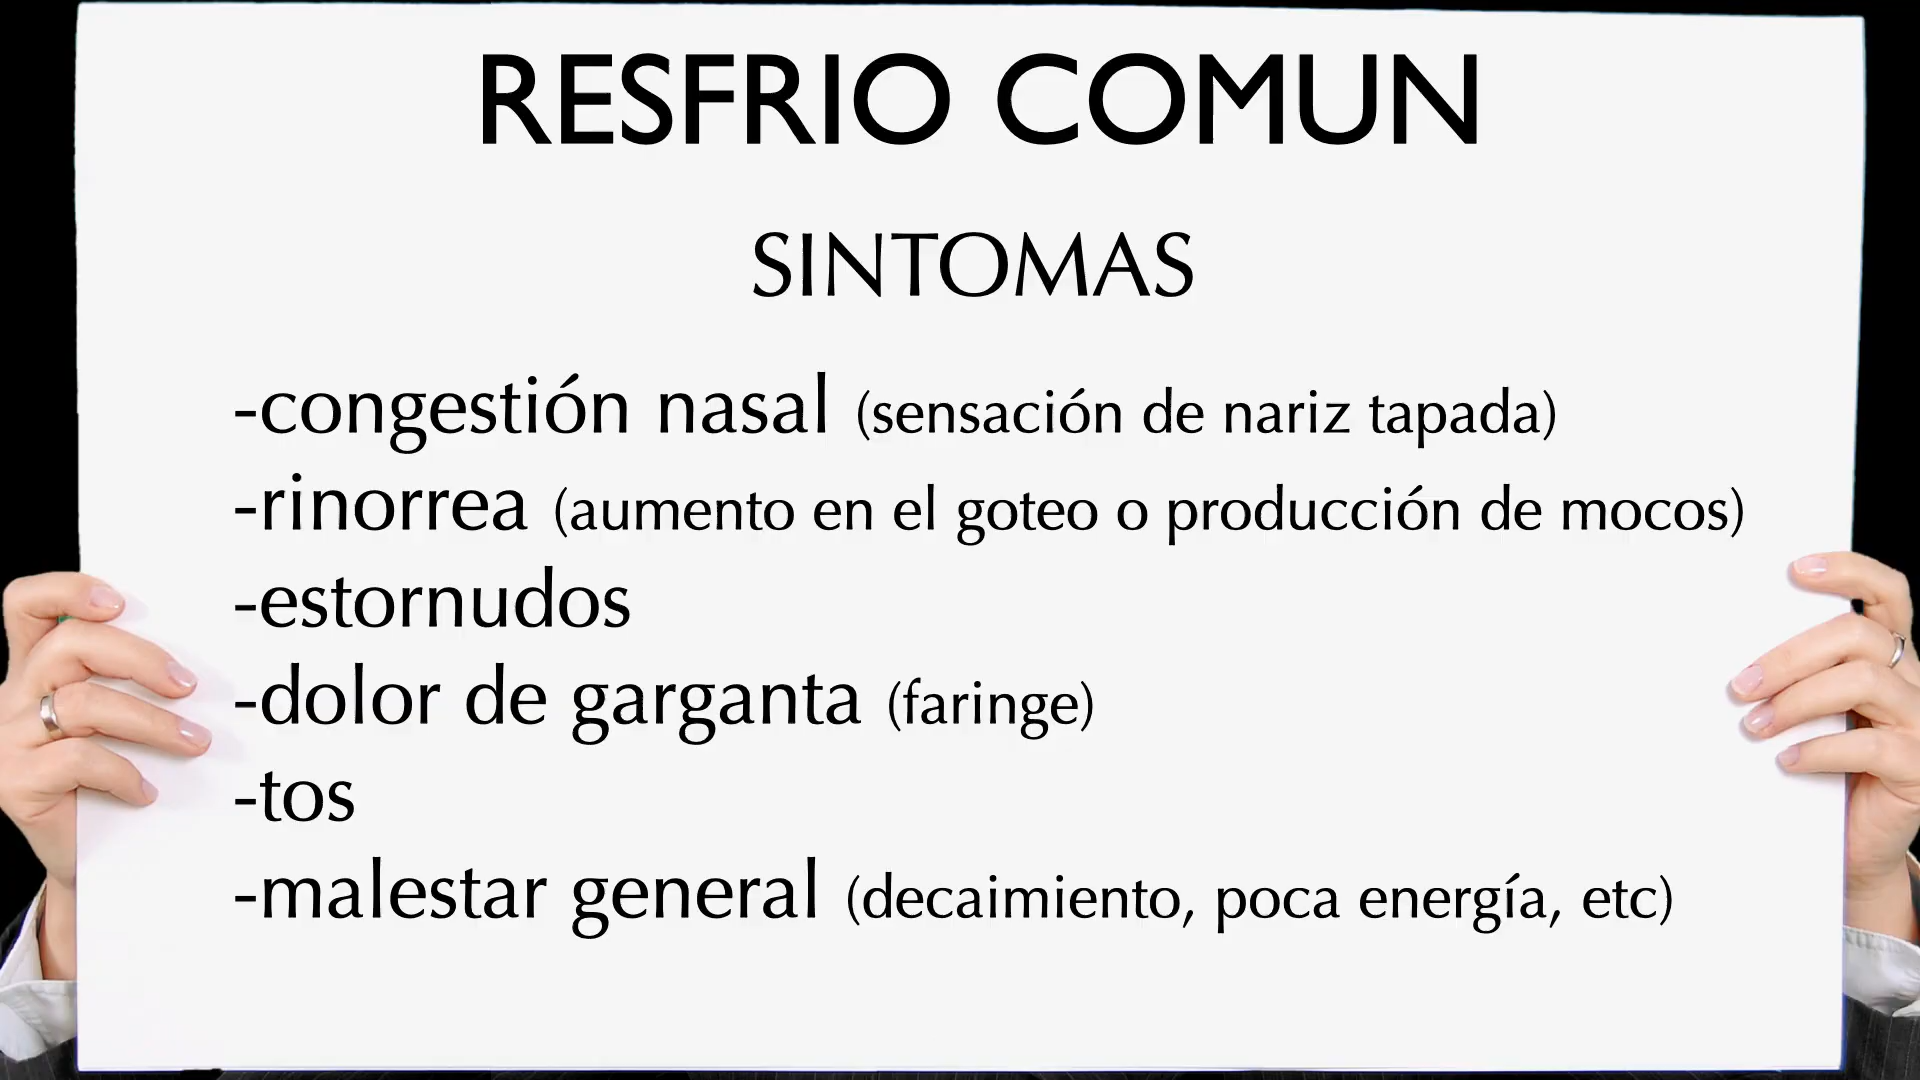 RESFRIO COMUN
SINTOMAS
-congestión nasal (sensación de nariz tapada)
-rinorrea (aumento en el goteo o producción de mocos)
-estornudos
-dolor de garganta (faringe)
-tos
-malestar general (decaimiento, poca energía, etc)